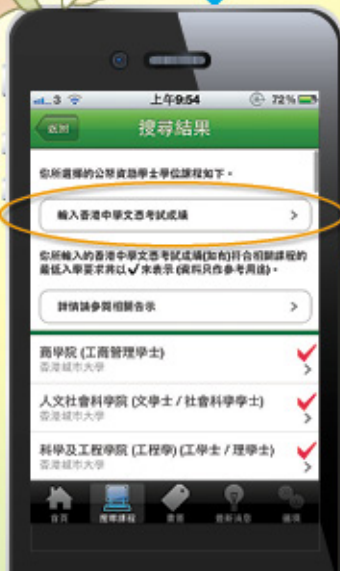 3 上午9:54 72%
返回 搜尋結果
你所選擇的公帑資助學士學位課程如下。
輸入香港中學文憑考試成績 >
你所輸入的香港中學文憑考試成績(如有)符合相關課程的
最低入學要求將以✓來表示 (資料只作參考用途)。
詳情請參閱相關告示 >
商學院 (工商管理學士)
香港城市大學
人文社會科學院 (文學士 / 社會科學學士)
香港城市大學
科學及工程學院 (工程學) (工學士 / 理學士)
香港城市大學
首頁 搜尋課程 書籤 最新消息 選項